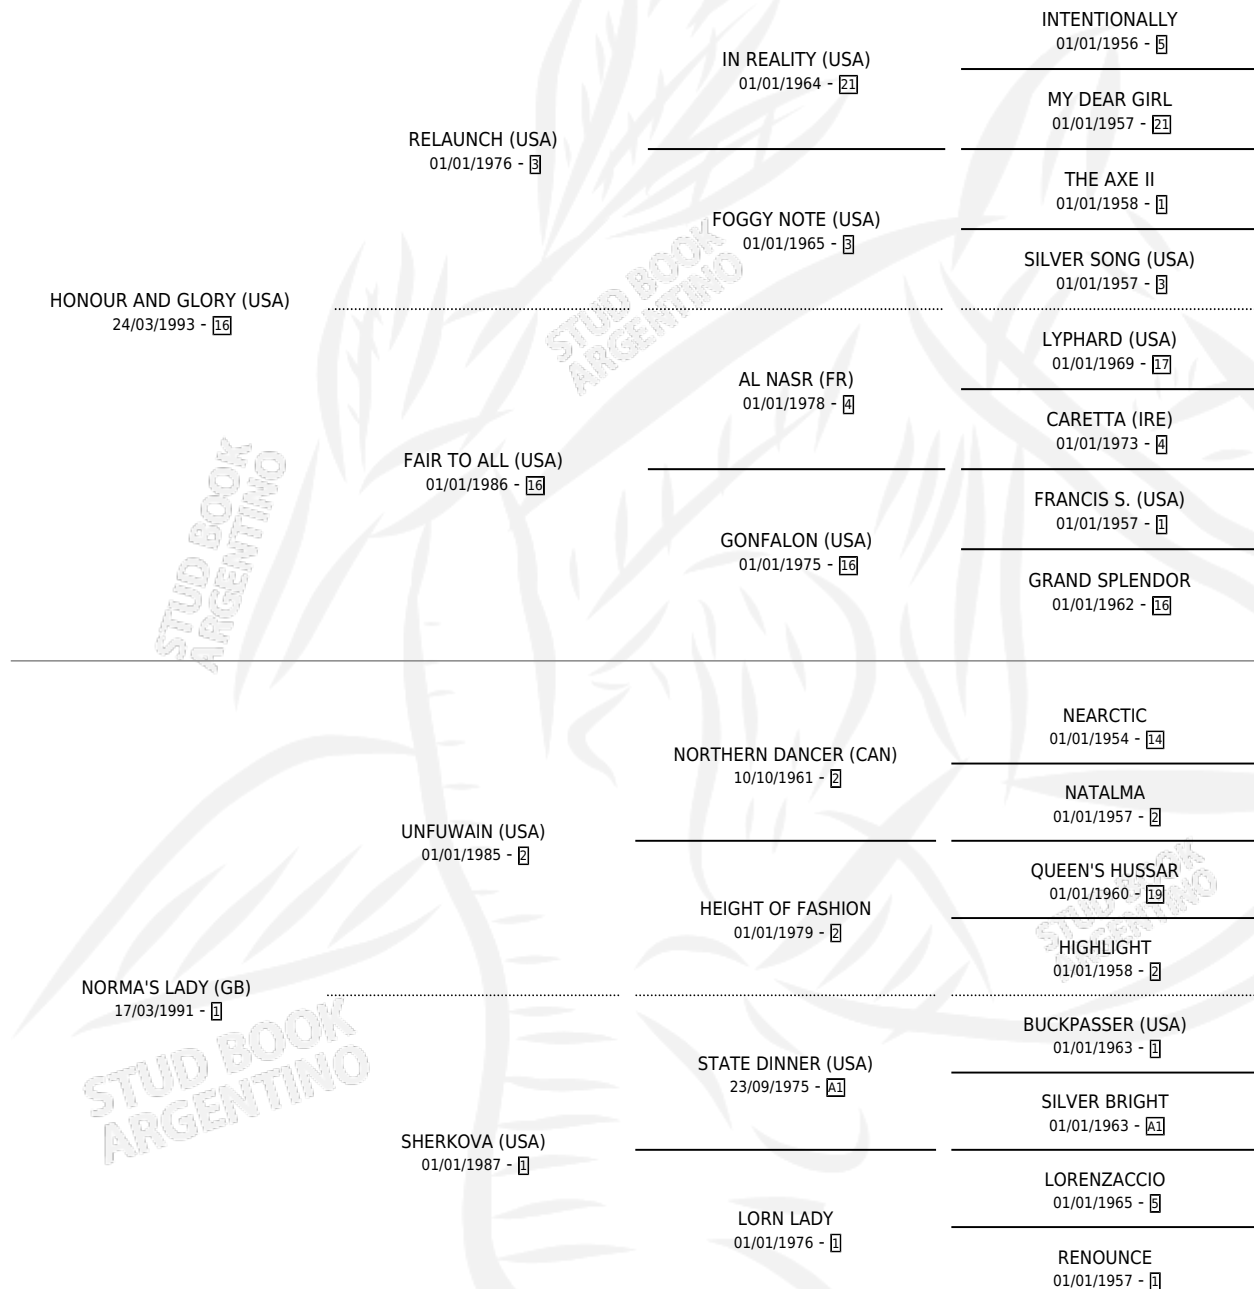 INTENTIONALLY
01/01/1956 - 5
IN REALITY (USA)
01/01/1964 - 21
MY DEAR GIRL
01/01/1957 - 21
RELAUNCH (USA)
01/01/1976 - 3
THE AXE II
01/01/1958 - 1
FOGGY NOTE (USA)
01/01/1965 - 3
SILVER SONG (USA)
01/01/1957 - 3
HONOUR AND GLORY (USA)
24/03/1993 - 16
LYPHARD (USA)
01/01/1969 - 17
AL NASR (FR)
01/01/1978 - 4
CARETTA (IRE)
01/01/1973 - 4
FAIR TO ALL (USA)
01/01/1986 - 16
FRANCIS S. (USA)
01/01/1957 - 1
GONFALON (USA)
01/01/1975 - 16
GRAND SPLENDOR
01/01/1962 - 16
NEARCTIC
01/01/1954 - 14
NORTHERN DANCER (CAN)
10/10/1961 - 2
NATALMA
01/01/1957 - 2
UNFUWAIN (USA)
01/01/1985 - 2
QUEEN'S HUSSAR
01/01/1960 - 19
HEIGHT OF FASHION
01/01/1979 - 2
HIGHLIGHT
01/01/1958 - 2
NORMA'S LADY (GB)
17/03/1991 - 1
BUCKPASSER (USA)
01/01/1963 - 1
STATE DINNER (USA)
23/09/1975 - A1
SILVER BRIGHT
01/01/1963 - A1
SHERKOVA (USA)
01/01/1987 - 1
LORENZACCIO
01/01/1965 - 5
LORN LADY
01/01/1976 - 1
RENOUNCE
01/01/1957 - 1
STUD BOOK
ARGENTINO
STUD BOOK
ARGENTINO
STUD BOOK
ARGENTINO
STUD BOOK
ARGENTINO